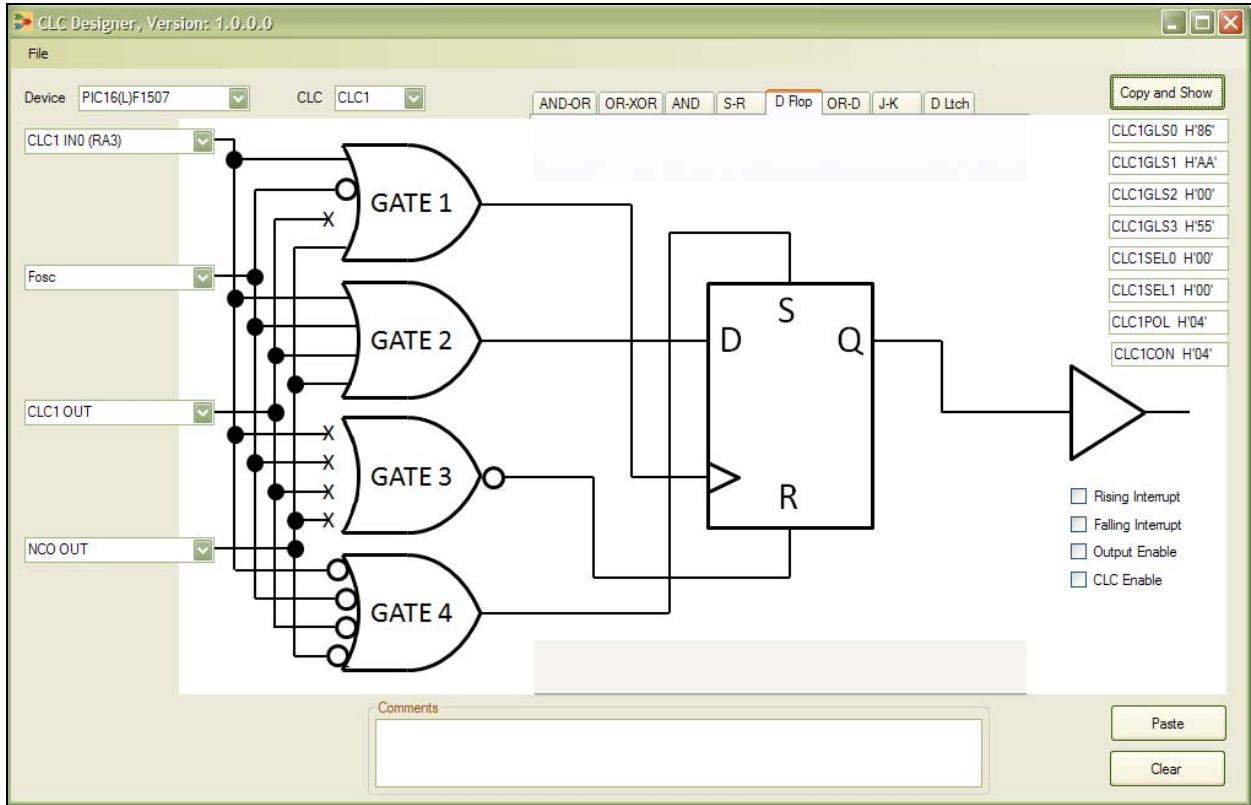 CLC Designer, Version: 1.0.0.0
File
Device PIC16(L)F1507 CLC CLC1
AND-OR OR-XOR AND S-R D Flop OR-D J-K D Ltch
Copy and Show
CLC1 IN0 (RA3)
Fosc
CLC1 OUT
NCO OUT
GATE 1
X
GATE 2
X
X
X
X
GATE 3
GATE 4
S
D Q
R
CLC1GLS0 H'86'
CLC1GLS1 H'AA'
CLC1GLS2 H'00'
CLC1GLS3 H'55'
CLC1SEL0 H'00'
CLC1SEL1 H'00'
CLC1POL H'04'
CLC1CON H'04'
Rising Interrupt
Falling Interrupt
Output Enable
CLC Enable
Comments
Paste
Clear